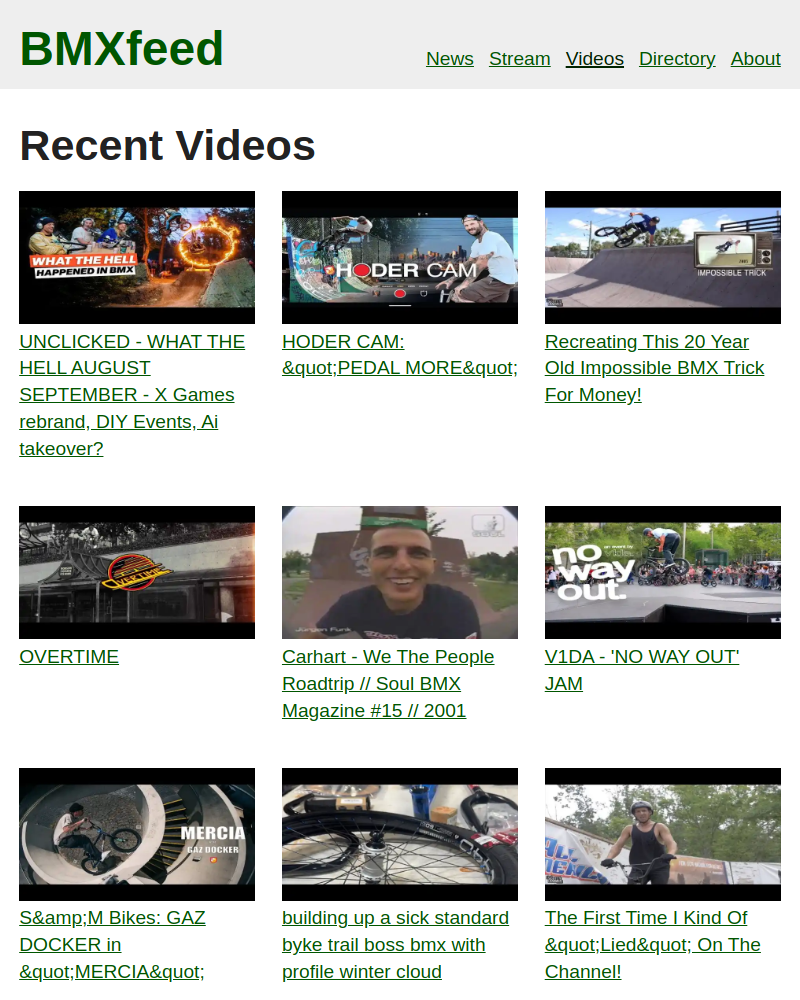 BMXfeed
News Stream Videos Directory About
Recent Videos
WHAT THE HELL
HAPPENED IN BMX
HODER CAM
IMPOSSIBLE TRICK
UNCLICKED - WHAT THE
HELL AUGUST
SEPTEMBER - X Games
rebrand, DIY Events, Ai
takeover?
HODER CAM:
&quot;PEDAL MORE&quot;
Recreating This 20 Year
Old Impossible BMX Trick
For Money!
OVERTIME
SOUL
Jürgen Funk
no
way
out.
OVERTIME
Carhart - We The People
Roadtrip // Soul BMX
Magazine #15 // 2001
V1DA - 'NO WAY OUT'
JAM
MERCIA
GAZ DOCKER
S&amp;M Bikes: GAZ
DOCKER in
&quot;MERCIA&quot;
building up a sick standard
byke trail boss bmx with
profile winter cloud
The First Time I Kind Of
&quot;Lied&quot; On The
Channel!